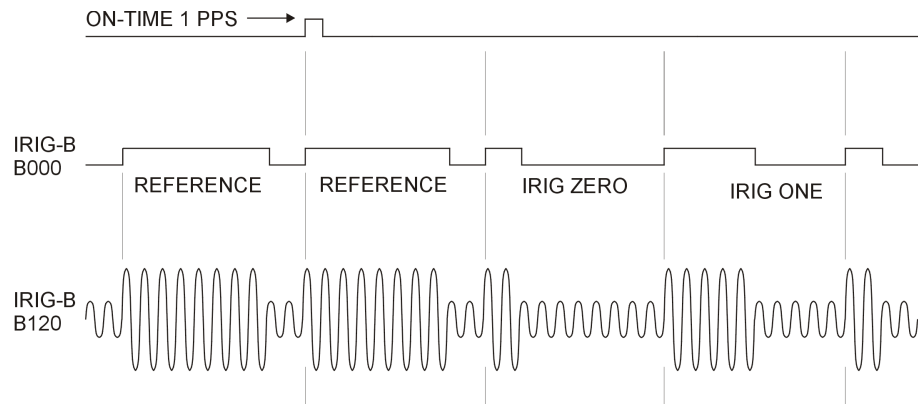 ON-TIME 1 PPS
IRIG-B
B000
REFERENCE
REFERENCE
IRIG ZERO
IRIG ONE
IRIG-B
B120